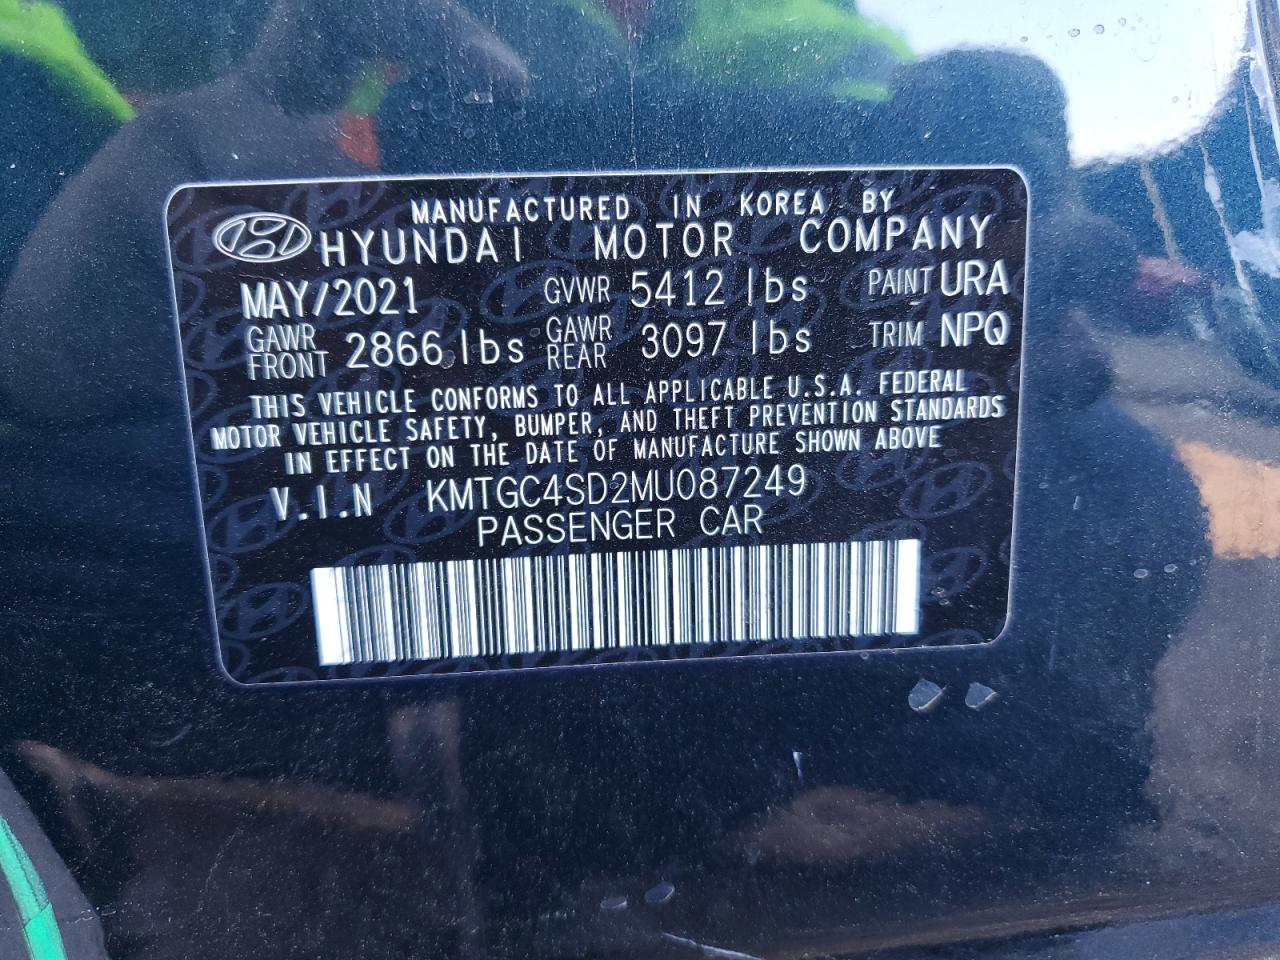 MANUFACTURED IN KOREA BY
HYUNDAI MOTOR COMPANY
MAY/2021 GVWR 5412 lbs PAINT URA
GAWR FRONT 2866 lbs GAWR REAR 3097 lbs TRIM NPQ
THIS VEHICLE CONFORMS TO ALL APPLICABLE U.S.A. FEDERAL
MOTOR VEHICLE SAFETY, BUMPER, AND THEFT PREVENTION STANDARDS
IN EFFECT ON THE DATE OF MANUFACTURE SHOWN ABOVE
V.I.N KMTGC4SD2MU087249
PASSENGER CAR